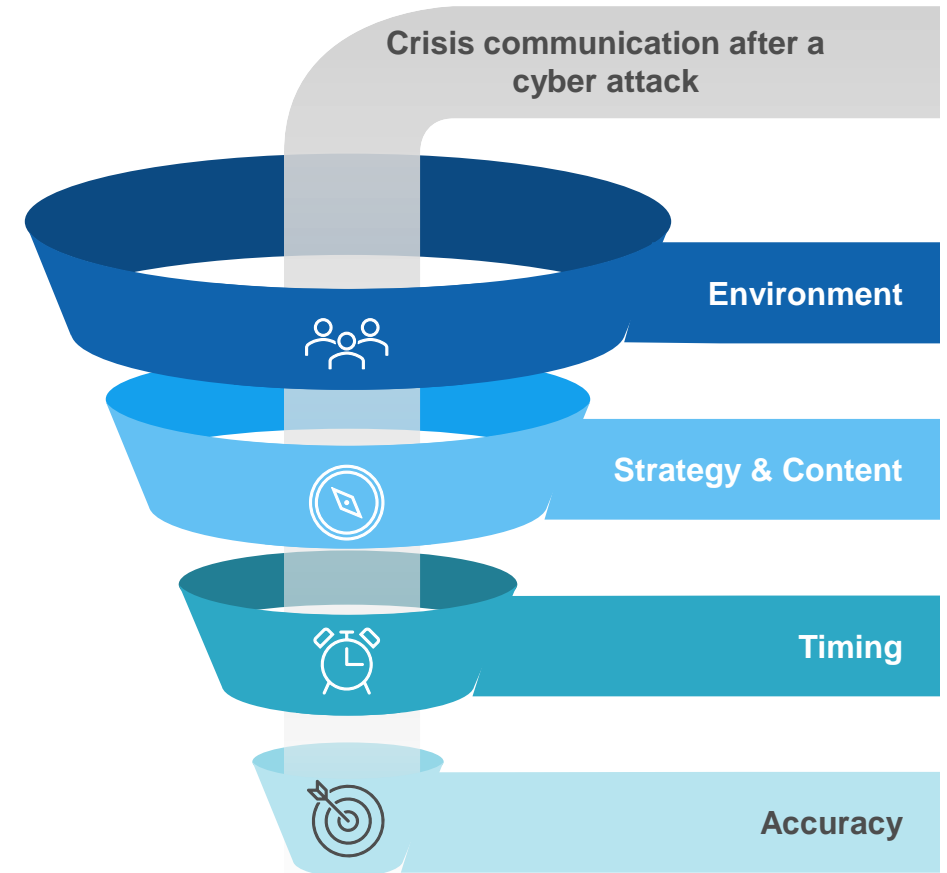 Crisis communication after a
cyber attack
Environment
Strategy & Content
Timing
Accuracy